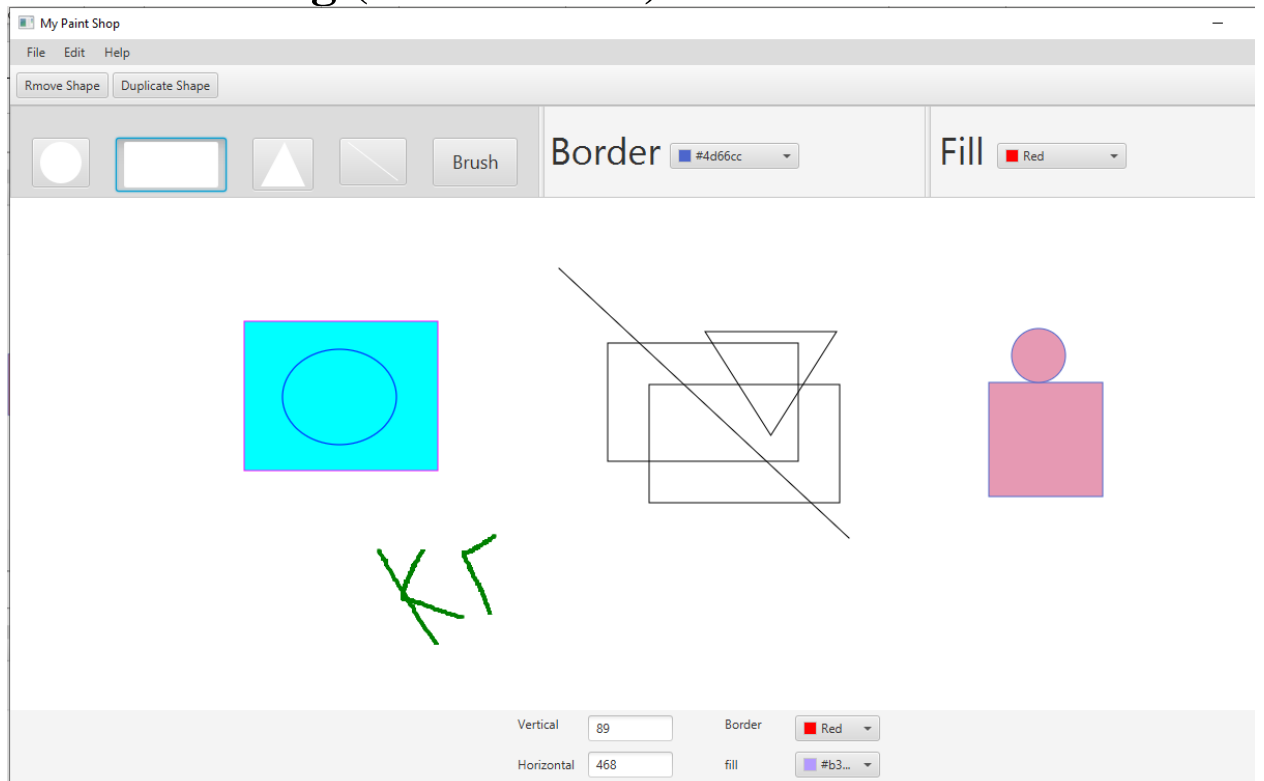 My Paint Shop
File Edit Help
Rmove Shape Duplicate Shape
Brush Border #4d66cc Fill Red
Vertical 89 Border Red
Horizontal 468 fill #b3...